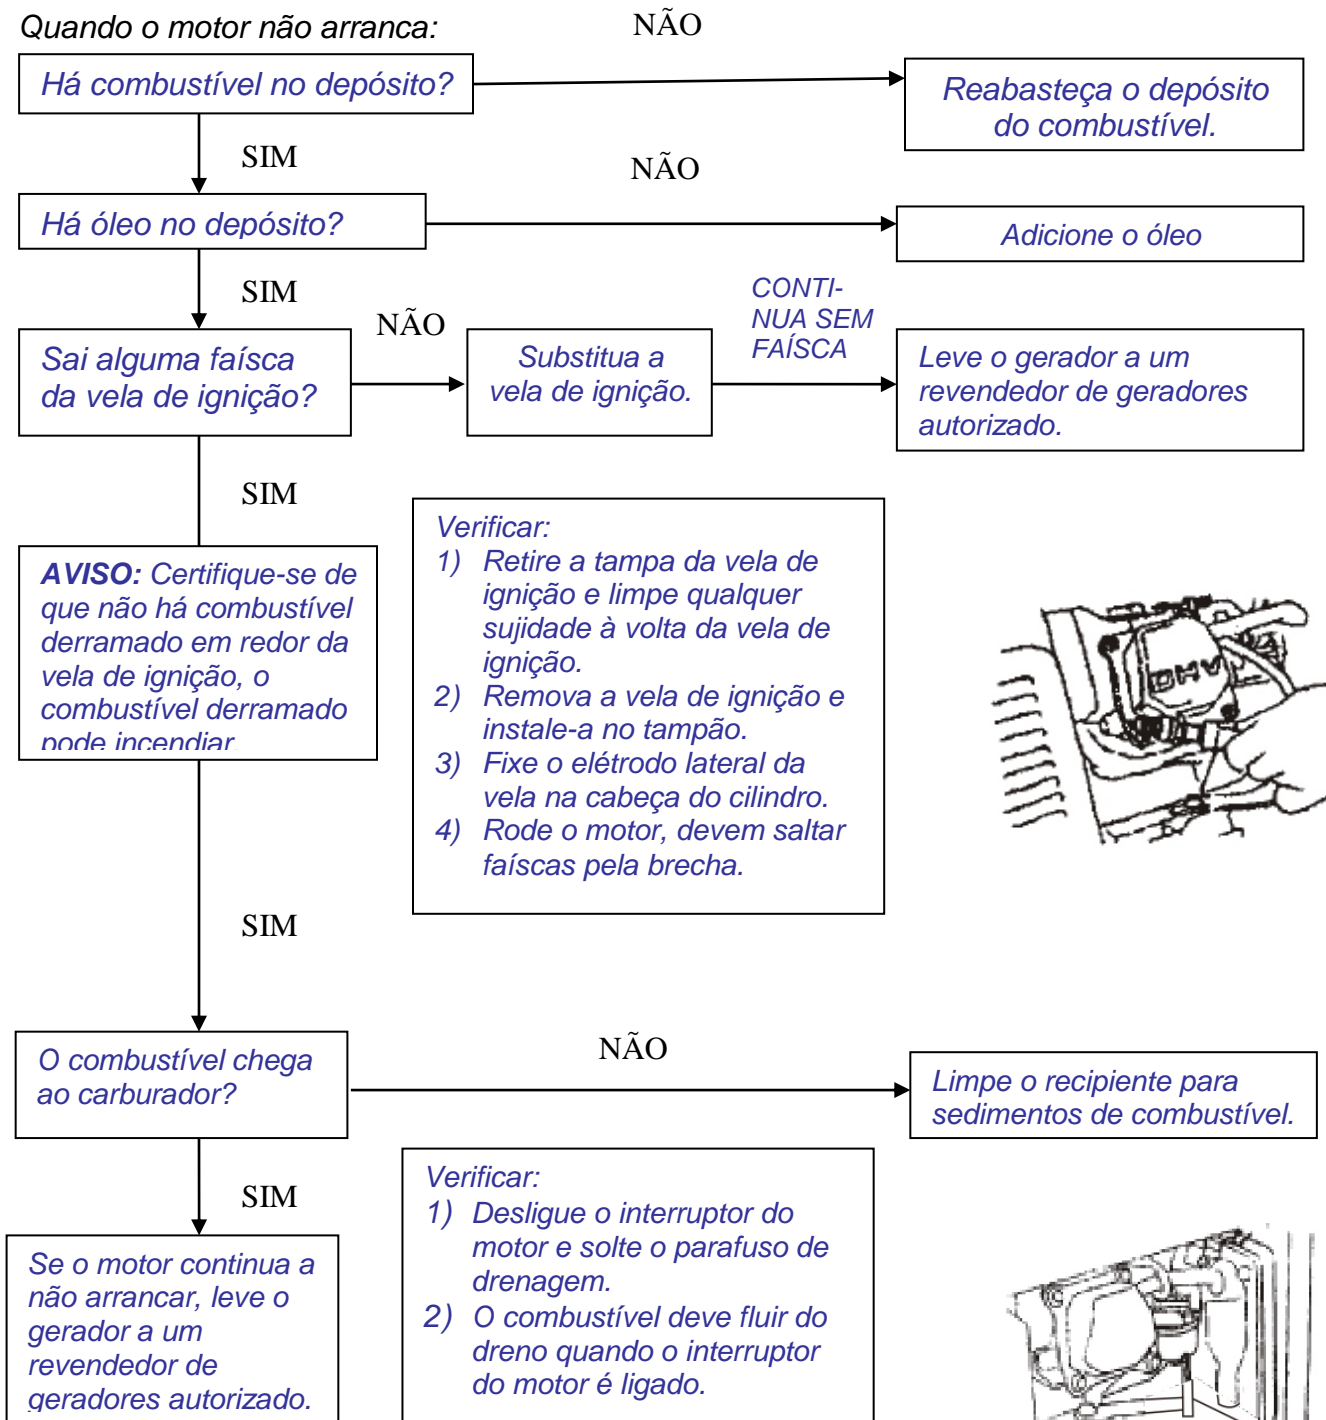 Quando o motor não arranca:
NÃO
Há combustível no depósito?
Reabasteça o depósito
do combustível.
SIM
NÃO
Há óleo no depósito?
Adicione o óleo
SIM
NÃO
CONTI-
NUA SEM
FAÍSCA
Sai alguma faísca
da vela de ignição?
Substitua a
vela de ignição.
Leve o gerador a um
revendedor de geradores
autorizado.
SIM
AVISO: Certifique-se de
que não há combustível
derramado em redor da
vela de ignição, o
combustível derramado
pode incendiar
Verificar:
1) Retire a tampa da vela de
ignição e limpe qualquer
sujidade à volta da vela de
ignição.
2) Remova a vela de ignição e
instale-a no tampão.
3) Fixe o elétrodo lateral da
vela na cabeça do cilindro.
4) Rode o motor, devem saltar
faíscas pela brecha.
OHV
SIM
O combustível chega
ao carburador?
NÃO
Limpe o recipiente para
sedimentos de combustível.
SIM
Verificar:
1) Desligue o interruptor do
motor e solte o parafuso de
drenagem.
2) O combustível deve fluir do
dreno quando o interruptor
do motor é ligado.
Se o motor continua a
não arrancar, leve o
gerador a um
revendedor de
geradores autorizado.